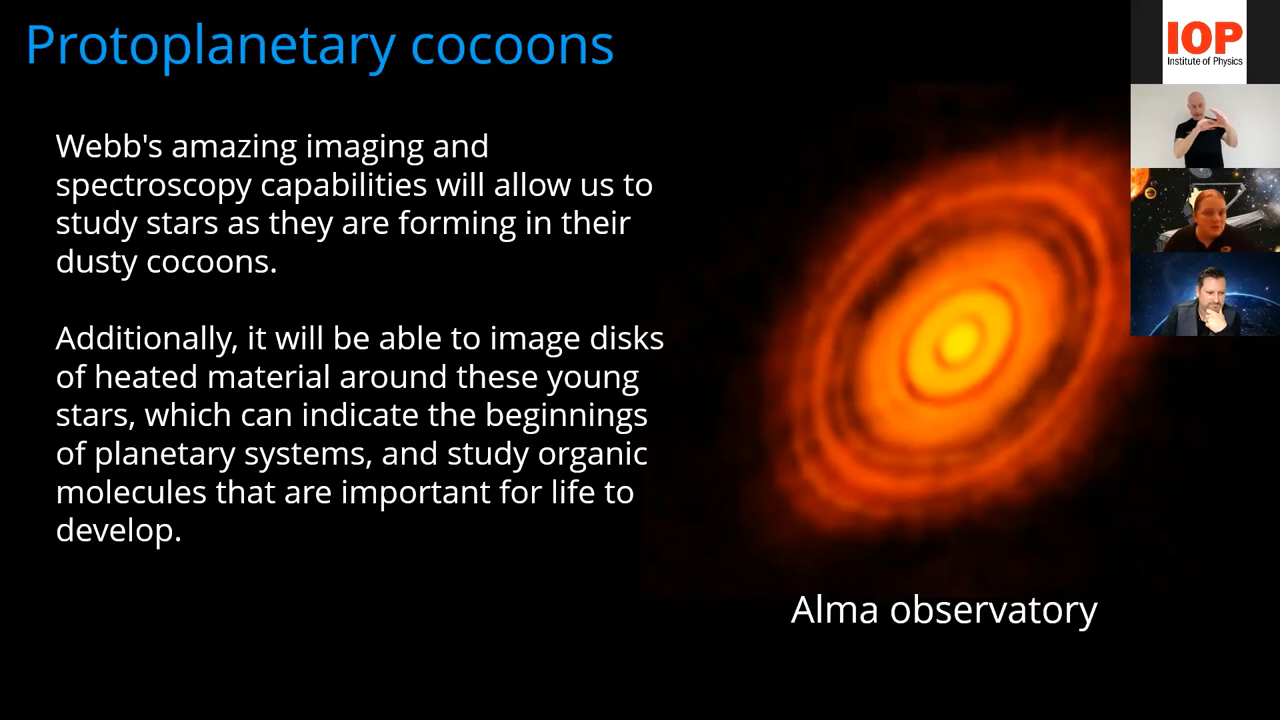 Protoplanetary cocoons
Webb's amazing imaging and
spectroscopy capabilities will allow us to
study stars as they are forming in their
dusty cocoons.
Additionally, it will be able to image disks
of heated material around these young
stars, which can indicate the beginnings
of planetary systems, and study organic
molecules that are important for life to
develop.
Alma observatory
IOP
Institute of Physics